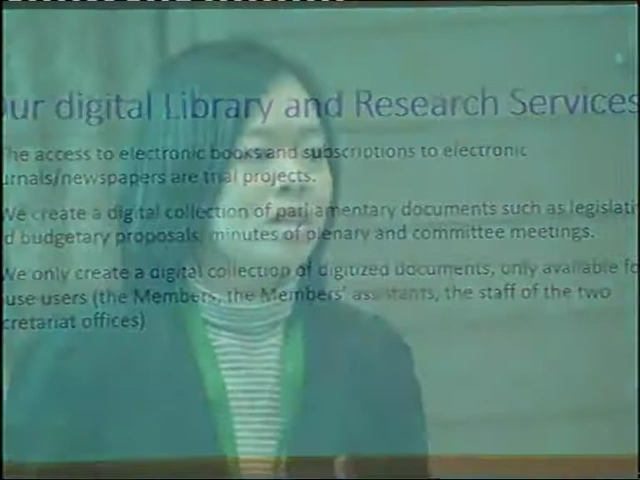 ur digital Library and Research Services
he access to electronic books and subscriptions to electronic
urnals/newspapers are trial projects.
We create a digital collection of parliamentary documents such as legislati
d budgetary proposals, minutes of plenary and committee meetings.
We only create a digital collection of digitized documents, only available fo
use users (the Members, the Members' assistants, the staff of the two
cretariat offices)